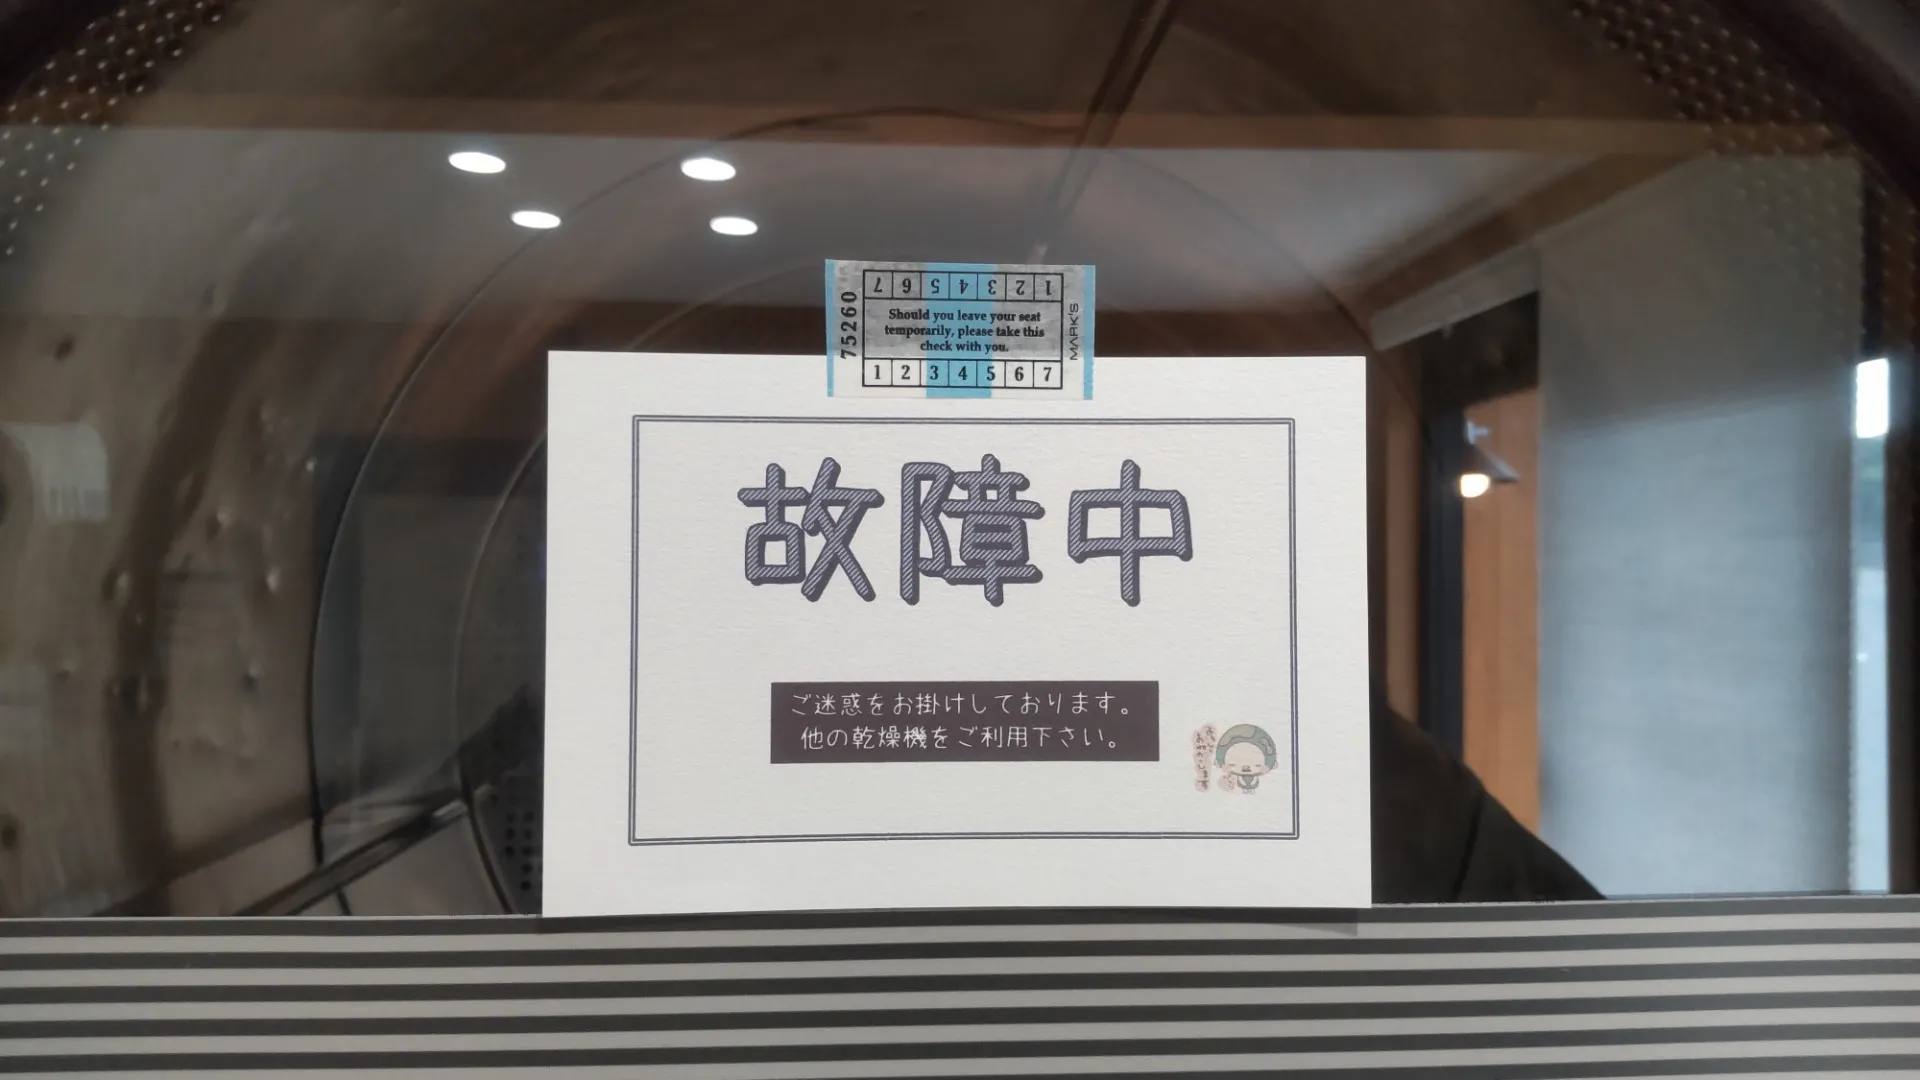 7 6 5 4 3 2 1
75260
Should you leave your seat
temporarily, please take this
check with you.
MARK'S
1 2 3 4 5 6 7
故障中
ご迷惑をお掛けしております。
他の乾燥機をご利用下さい。